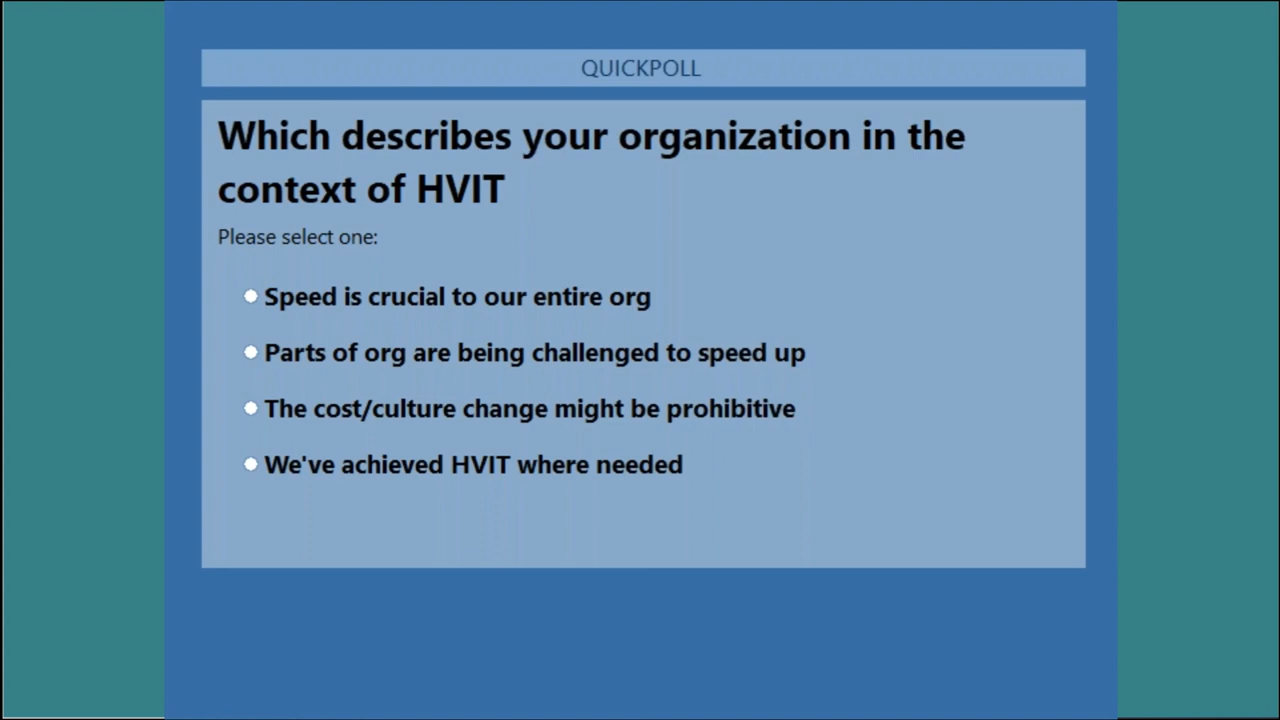 QUICKPOLL
Which describes your organization in the
context of HVIT
Please select one:
Speed is crucial to our entire org
Parts of org are being challenged to speed up
The cost/culture change might be prohibitive
We've achieved HVIT where needed